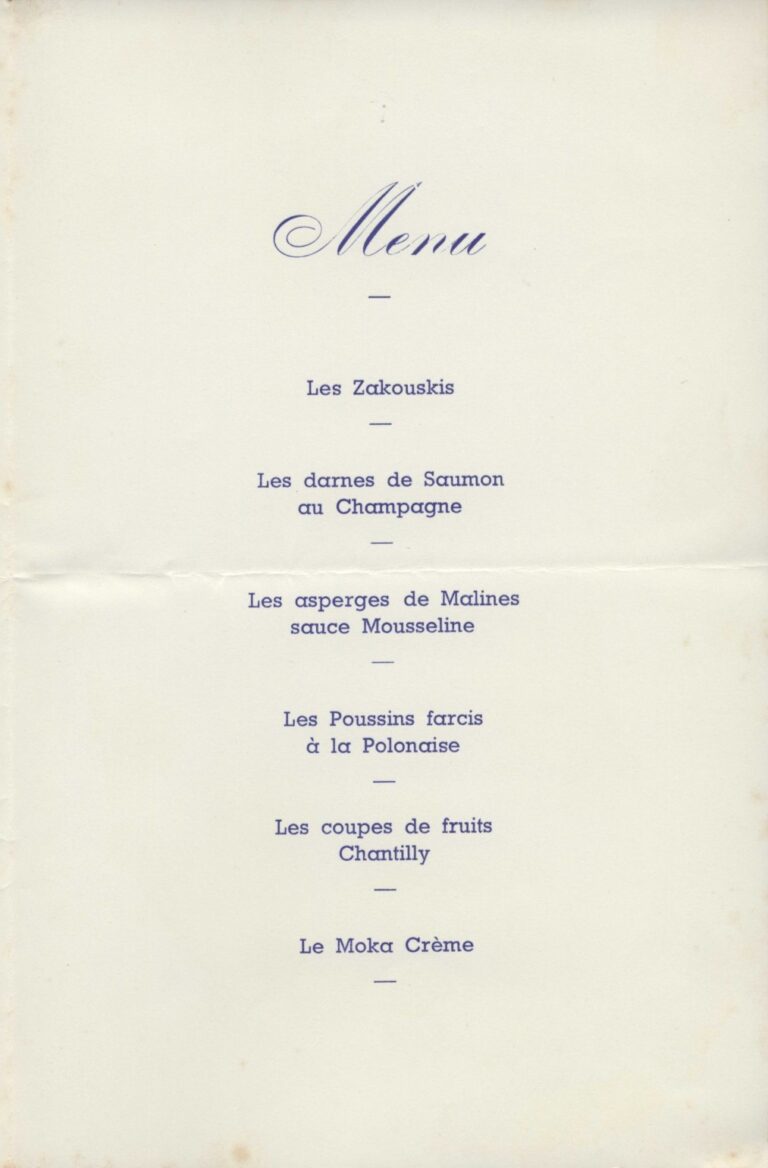 Menu
Les Zakouskis
Les darnes de Saumon
au Champagne
Les asperges de Malines
sauce Mousseline
Les Poussins farcis
à la Polonaise
Les coupes de fruits
Chantilly
Le Moka Crème